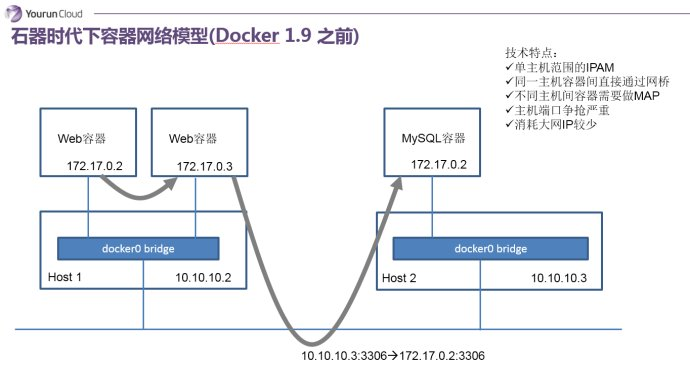 Yourun Cloud
石器时代下容器网络模型(Docker 1.9 之前)
技术特点：
✓单主机范围的IPAM
✓同一主机容器间直接通过网桥
✓不同主机间容器需要做MAP
✓主机端口争抢严重
✓消耗大网IP较少
Web容器
172.17.0.2
Web容器
172.17.0.3
MySQL容器
172.17.0.2
docker0 bridge
Host 1
10.10.10.2
docker0 bridge
Host 2
10.10.10.3
10.10.10.3:3306→172.17.0.2:3306